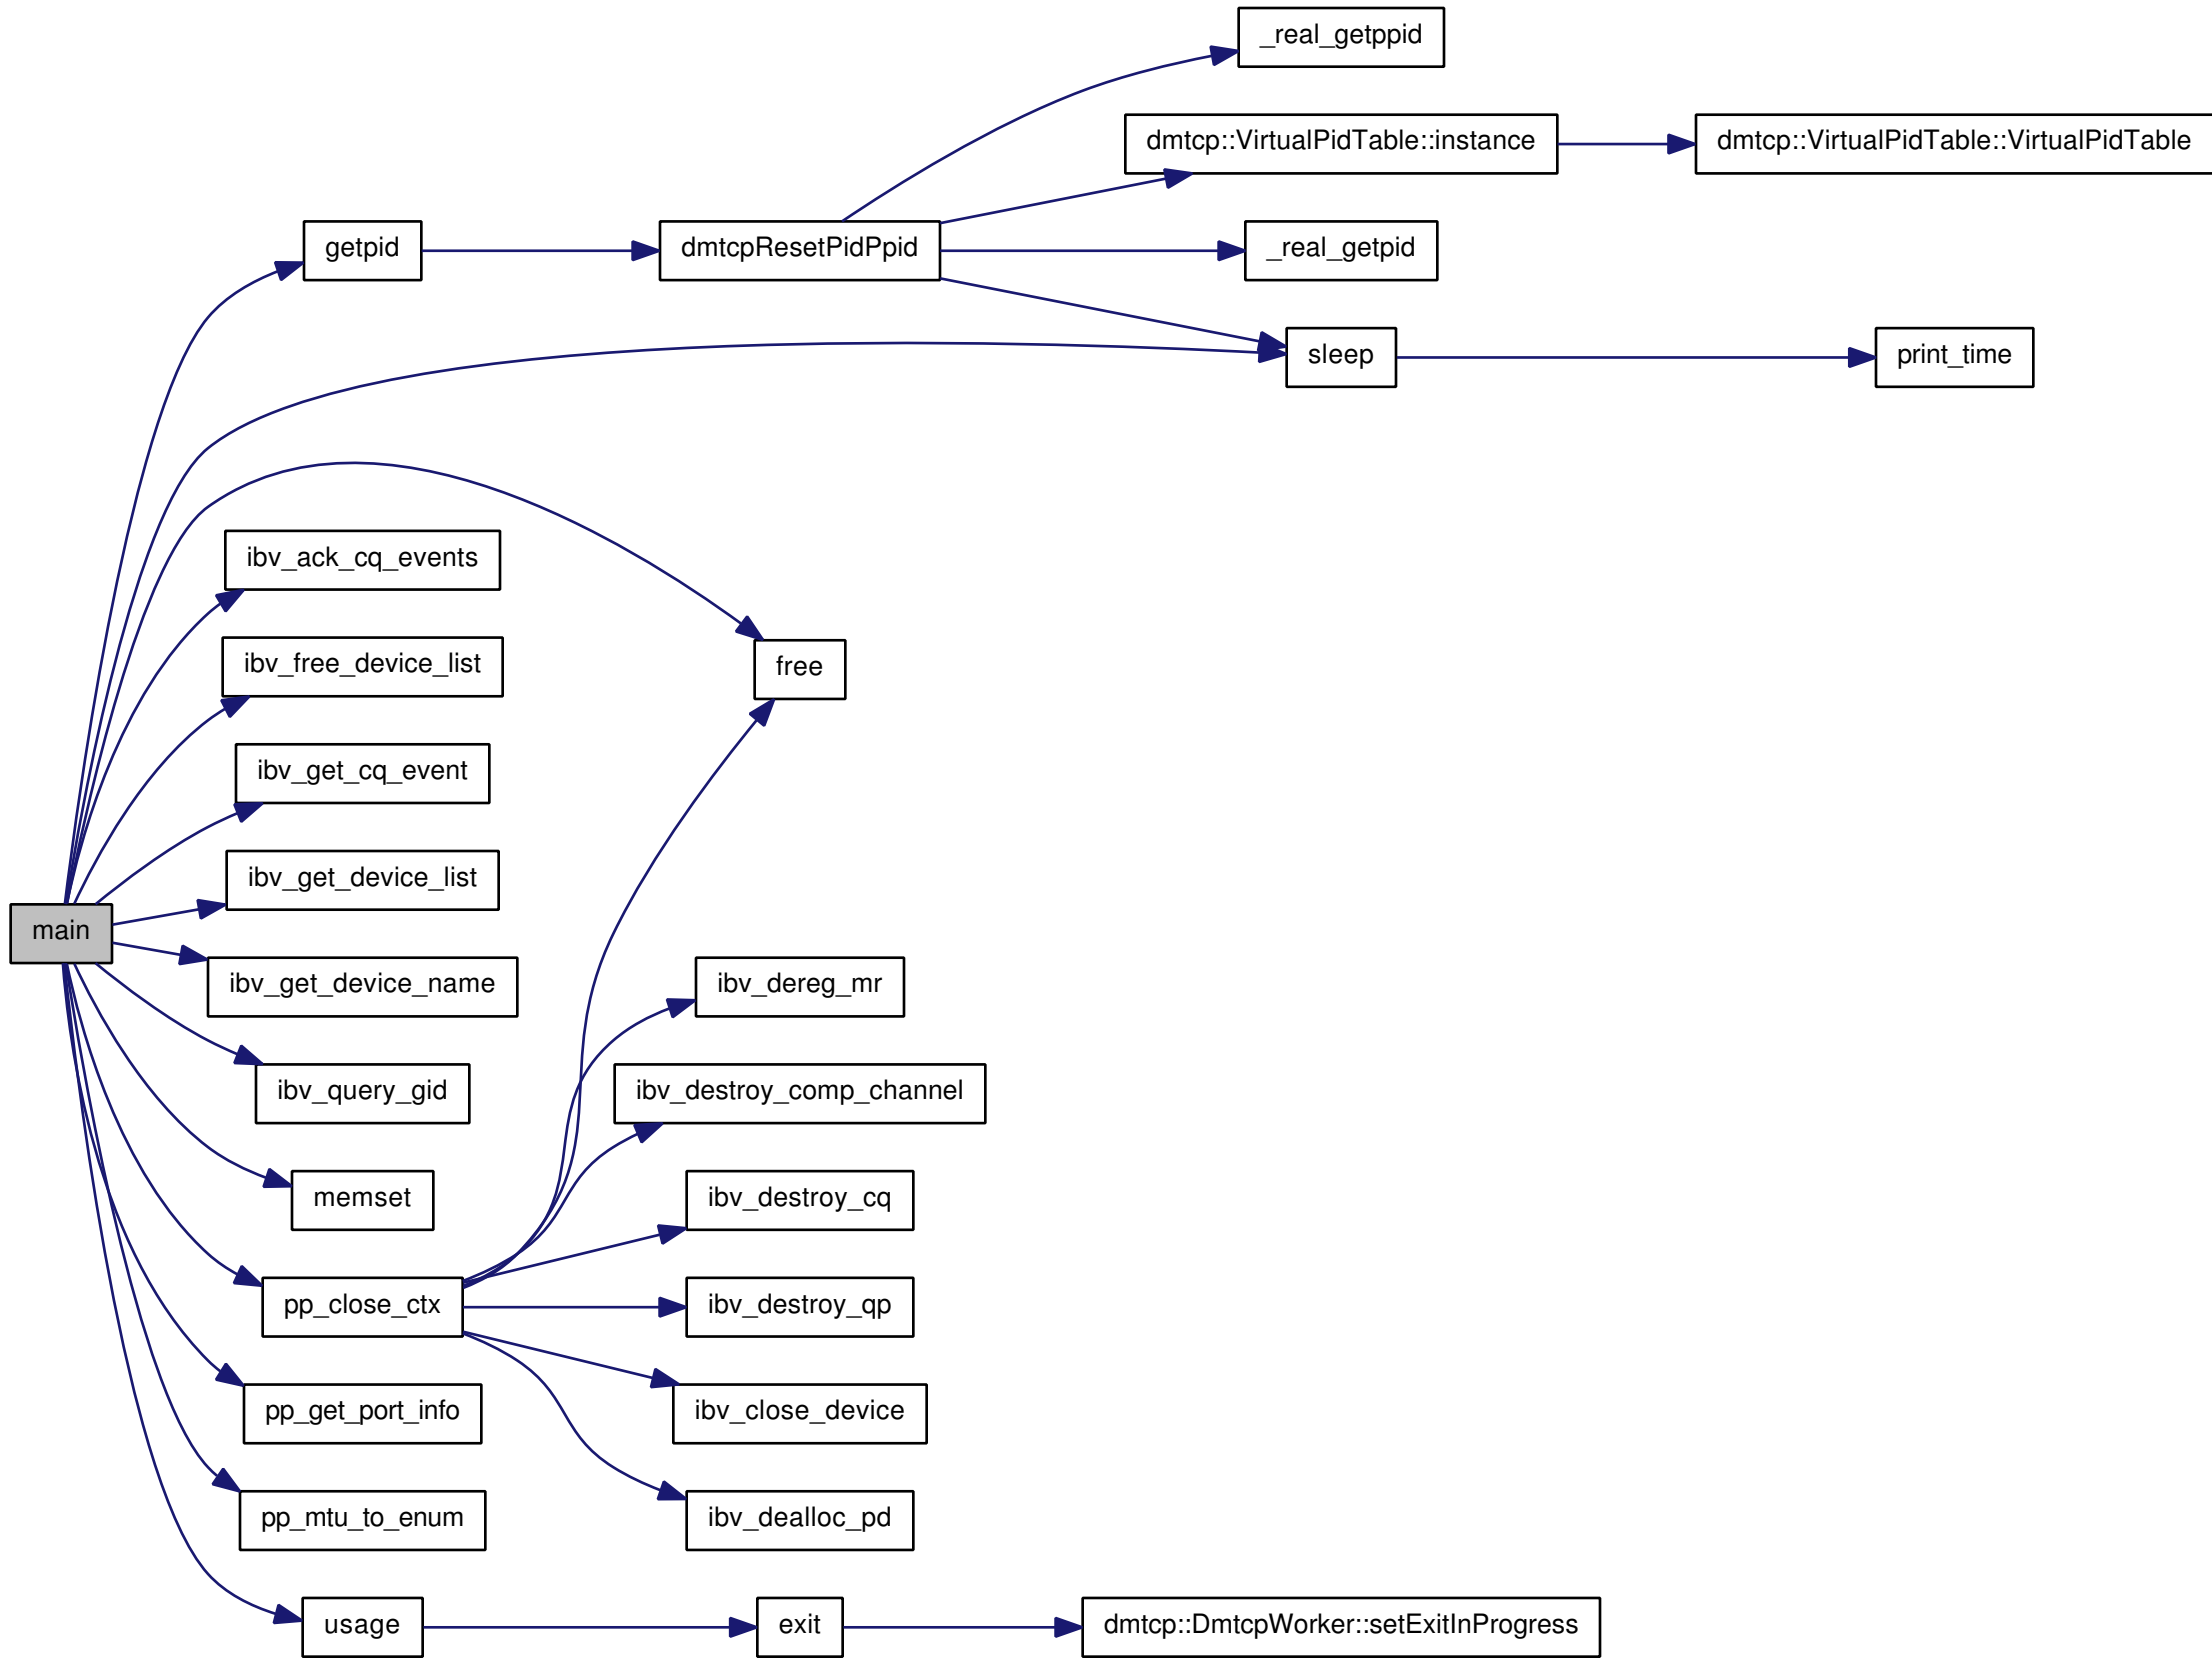 _real_getppid
dmtcp::VirtualPidTable::instance
dmtcp::VirtualPidTable::VirtualPidTable
getpid
dmtcpResetPidPpid
_real_getpid
sleep
print_time
ibv_ack_cq_events
ibv_free_device_list
free
ibv_get_cq_event
ibv_get_device_list
main
ibv_get_device_name
ibv_dereg_mr
ibv_query_gid
ibv_destroy_comp_channel
memset
ibv_destroy_cq
pp_close_ctx
ibv_destroy_qp
pp_get_port_info
ibv_close_device
pp_mtu_to_enum
ibv_dealloc_pd
usage
exit
dmtcp::DmtcpWorker::setExitInProgress